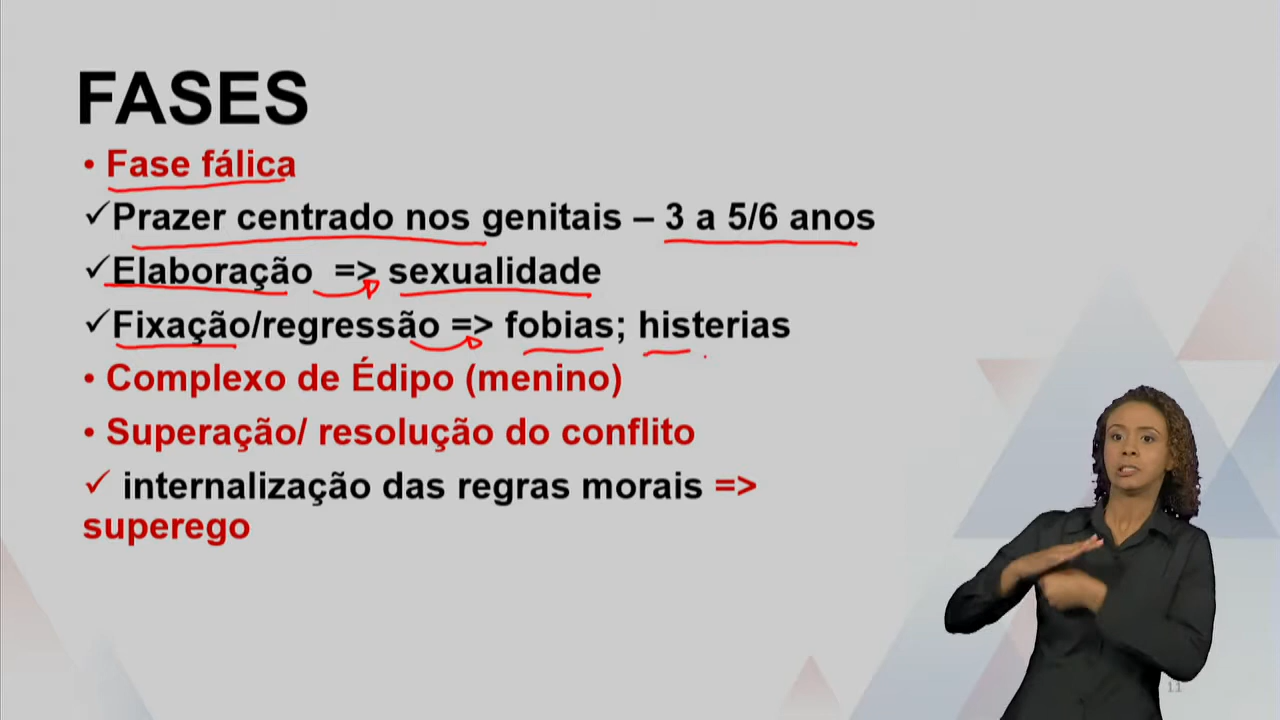 FASES
• Fase fálica
✓Prazer centrado nos genitais – 3 a 5/6 anos
✓Elaboração => sexualidade
✓Fixação/regressão => fobias; histerias
• Complexo de Édipo (menino)
• Superação/ resolução do conflito
✓ internalização das regras morais =>
superego
11